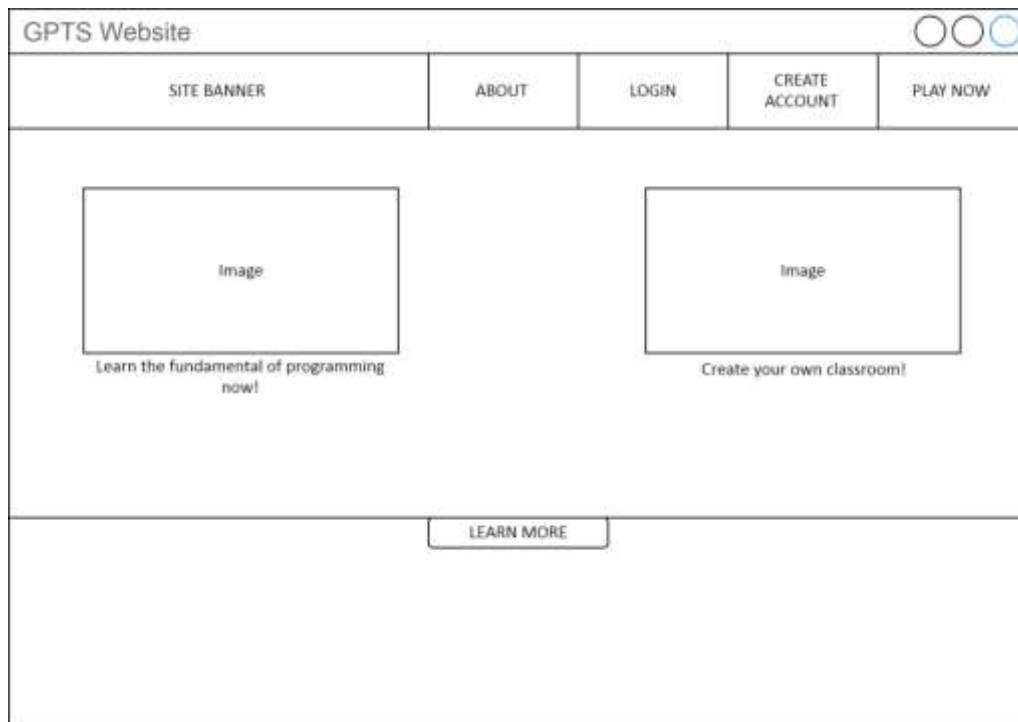 GPTS Website
SITE BANNER
ABOUT
LOGIN
CREATE
ACCOUNT
PLAY NOW
Image
Image
Learn the fundamental of programming
now!
Create your own classroom!
LEARN MORE